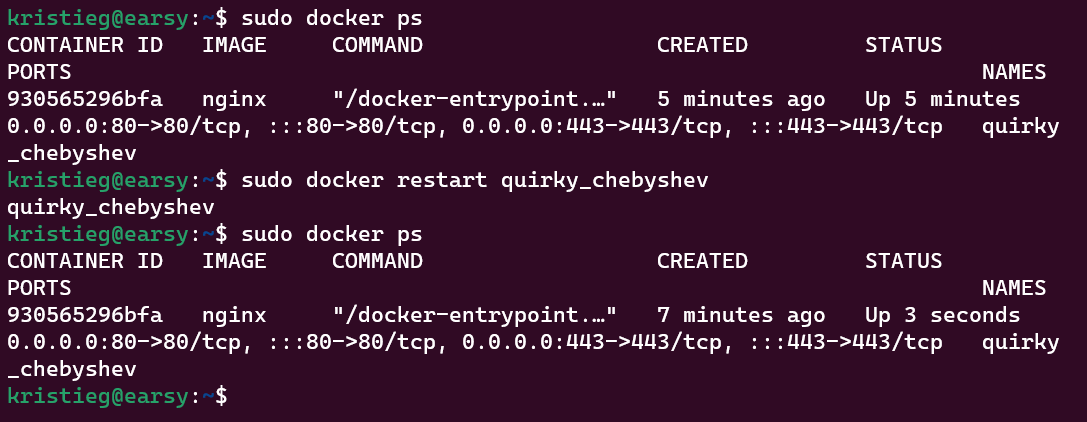 kristieg@earsy:~$ sudo docker ps
CONTAINER ID   IMAGE     COMMAND                  CREATED         STATUS
PORTS                                                                      NAMES
930565296bfa   nginx     "/docker-entrypoint.…"   5 minutes ago   Up 5 minutes
0.0.0.0:80->80/tcp, :::80->80/tcp, 0.0.0.0:443->443/tcp, :::443->443/tcp   quirky
_chebyshev
kristieg@earsy:~$ sudo docker restart quirky_chebyshev
quirky_chebyshev
kristieg@earsy:~$ sudo docker ps
CONTAINER ID   IMAGE     COMMAND                  CREATED         STATUS
PORTS                                                                      NAMES
930565296bfa   nginx     "/docker-entrypoint.…"   7 minutes ago   Up 3 seconds
0.0.0.0:80->80/tcp, :::80->80/tcp, 0.0.0.0:443->443/tcp, :::443->443/tcp   quirky
_chebyshev
kristieg@earsy:~$